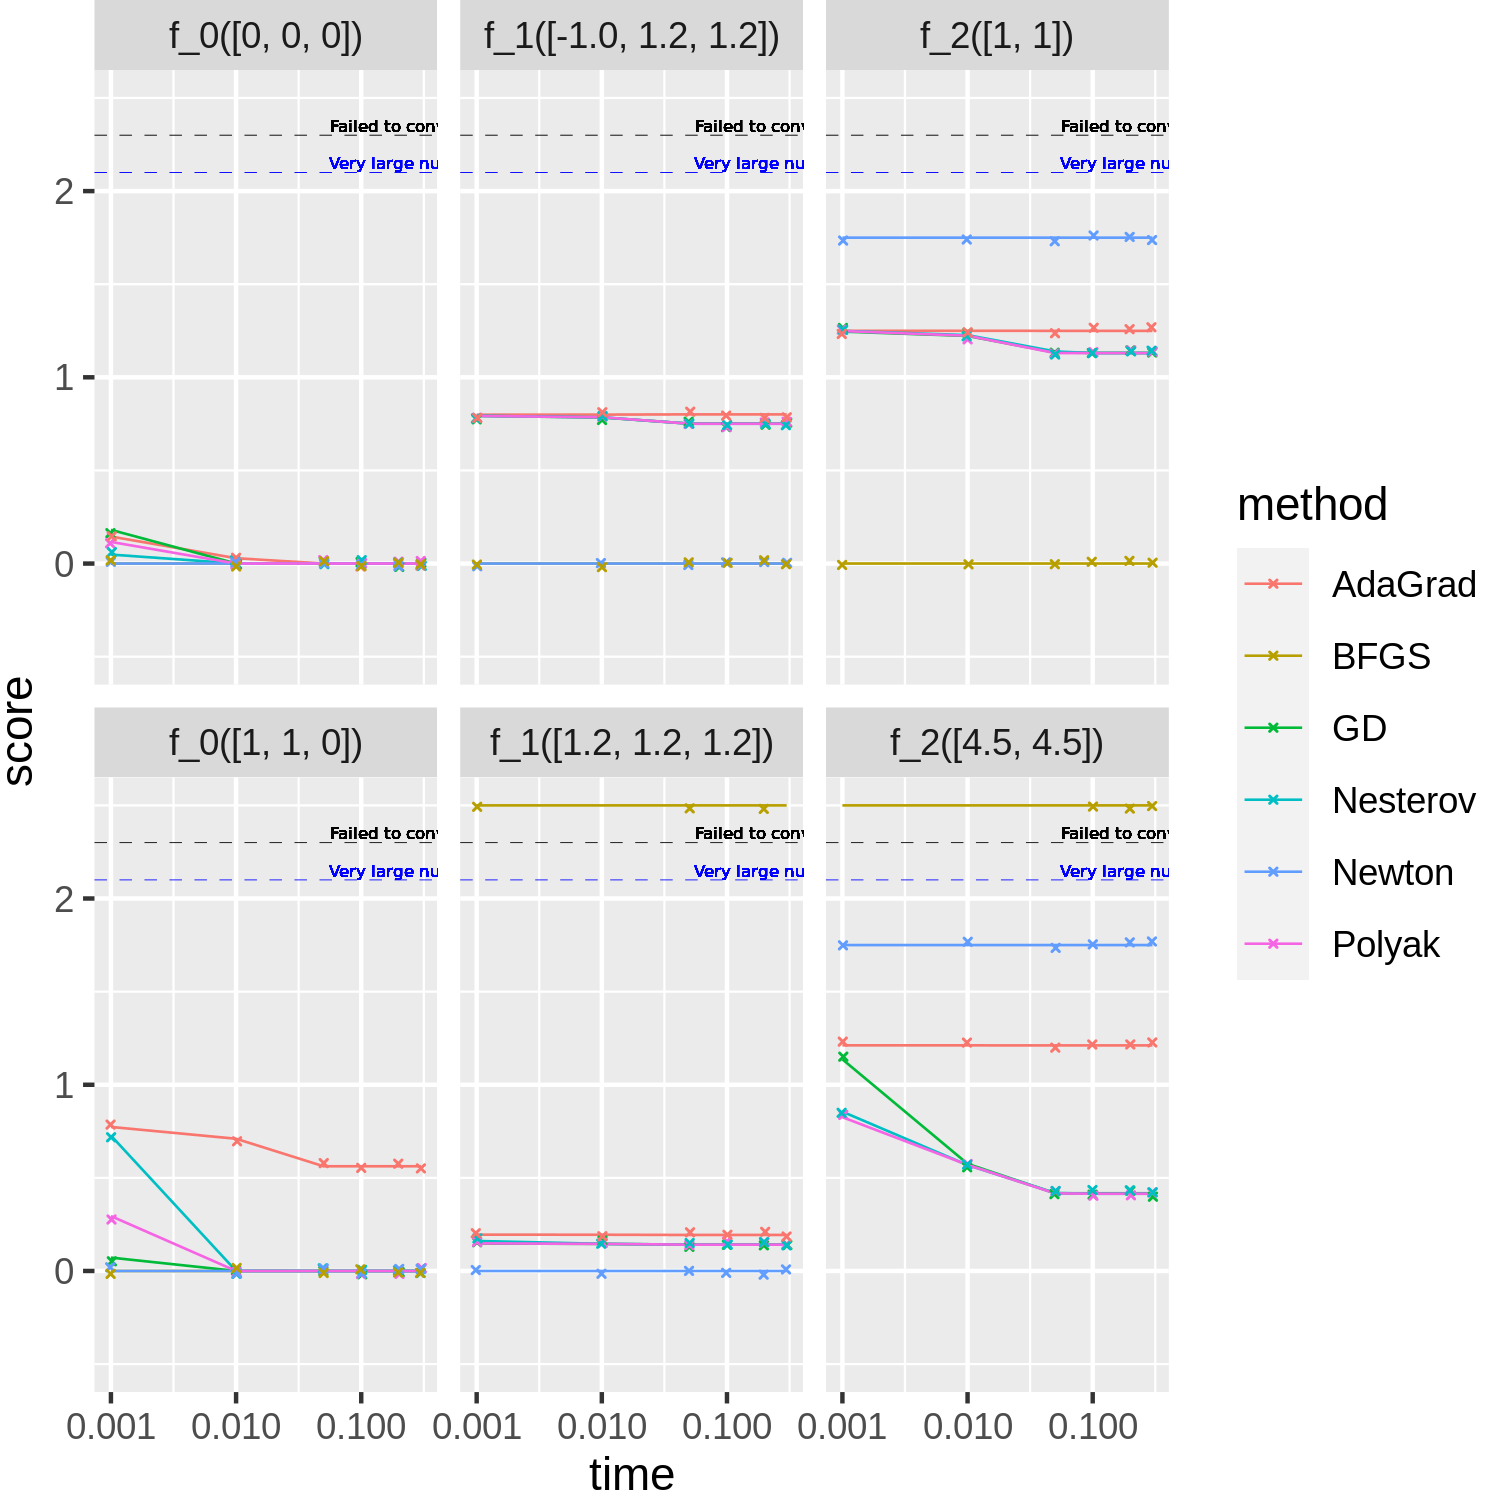 f_0([0, 0, 0])
f_1([-1.0, 1.2, 1.2])
f_2([1, 1])
Failed to conv
Failed to conv
Failed to conv
Very large nu
Very large nu
Very large nu
2
1
0
score
f_0([1, 1, 0])
f_1([1.2, 1.2, 1.2])
f_2([4.5, 4.5])
Failed to conv
Failed to conv
Failed to conv
Very large nu
Very large nu
Very large nu
2
1
0
0.001
0.010
0.100
0.001
0.010
0.100
0.001
0.010
0.100
time
method
AdaGrad
BFGS
GD
Nesterov
Newton
Polyak